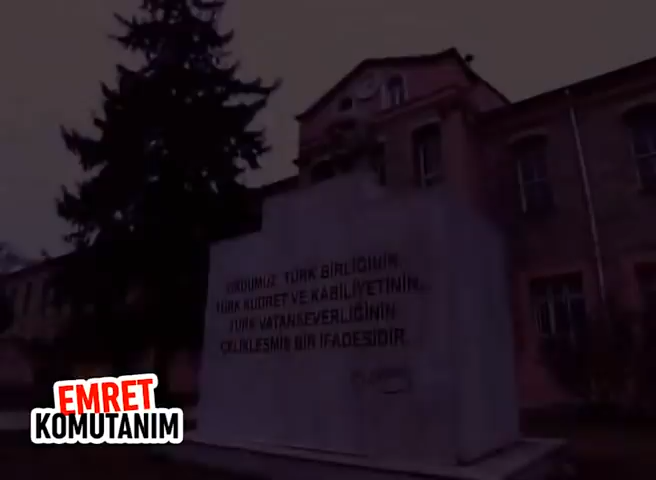 ORDUMUZ, TÜRK BİRLİĞİNİN,
TÜRK KUDRET VE KABİLİYETİNİN,
TÜRK VATANSEVERLİĞİNİN
ÇELİKLEŞMİŞ BİR İFADESİDİR...
EMRET
KOMUTANIM